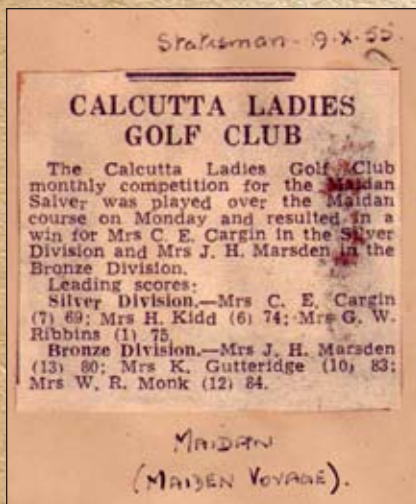 Statesman - 9.X.55.
CALCUTTA LADIES
GOLF CLUB
The Calcutta Ladies Golf Club
monthly competition for the Maidan
Salver was played over the Maidan
course on Monday and resulted in a
win for Mrs C. E. Cargin in the Silver
Division and Mrs J. H. Marsden in the
Bronze Division.
Leading scores:
Silver Division.—Mrs C. E. Cargin
(7) 69; Mrs H. Kidd (6) 74; Mrs G. W.
Ribbins (1) 75
Bronze Division.—Mrs J. H. Marsden
(13) 80; Mrs K. Gutteridge (10) 83;
Mrs W. R. Monk (12) 84.
MAIDAN
(MAIDEN VOYAGE).